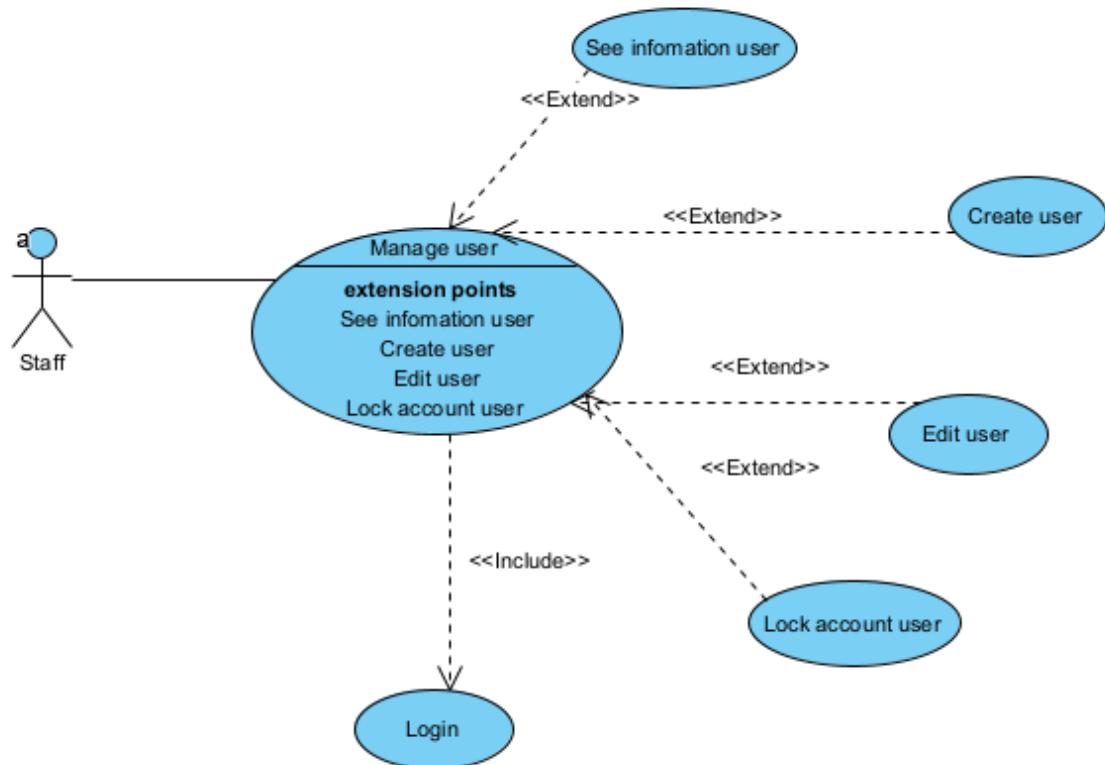 See infomation user
<<Extend>>
<<Extend>>
Create user
a
Manage user
extension points
See infomation user
Create user
Edit user
Lock account user
Staff
<<Extend>>
Edit user
<<Extend>>
<<Include>>
Lock account user
Login